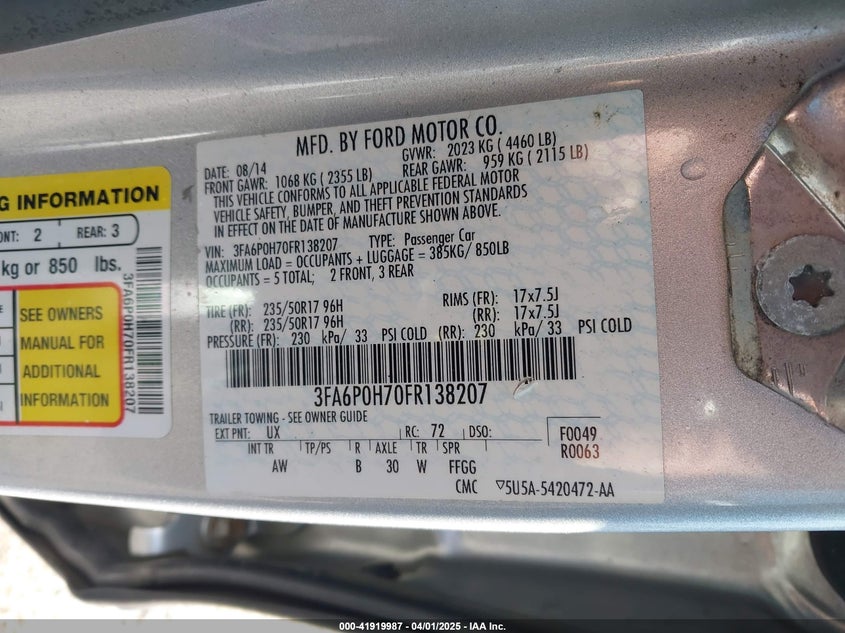 MFD. BY FORD MOTOR CO.
DATE: 08/14 GVWR: 2023 KG ( 4460 LB)
FRONT GAWR: 1068 KG ( 2355 LB) REAR GAWR: 959 KG ( 2115 LB)
THIS VEHICLE CONFORMS TO ALL APPLICABLE FEDERAL MOTOR
VEHICLE SAFETY, BUMPER, AND THEFT PREVENTION STANDARDS
IN EFFECT ON THE DATE OF MANUFACTURE SHOWN ABOVE.
VIN: 3FA6P0H70FR138207 TYPE: Passenger Car
MAXIMUM LOAD = OCCUPANTS + LUGGAGE = 385KG/ 850LB
OCCUPANTS = 5 TOTAL; 2 FRONT, 3 REAR
TIRE (FR): 235/50R17 96H RIMS (FR): 17x7.5J
(RR): 235/50R17 96H (RR): 17x7.5J
PRESSURE (FR): 230 kPa/ 33 PSI COLD (RR): 230 kPa/ 33 PSI COLD
3FA6P0H70FR138207
TRAILER TOWING - SEE OWNER GUIDE
EXT PNT: UX RC: 72 DSO: F0049
R0063
INT TR TP/PS R AXLE TR SPR
AW B 30 W FFGG
CMC ▽5U5A-5420472-AA
G INFORMATION
NT: 2 REAR: 3
kg or 850 lbs.
SEE OWNERS
MANUAL FOR
ADDITIONAL
INFORMATION
3FA6P0H70FR138207
000-41919987 - 04/01/2025 - IAA Inc.